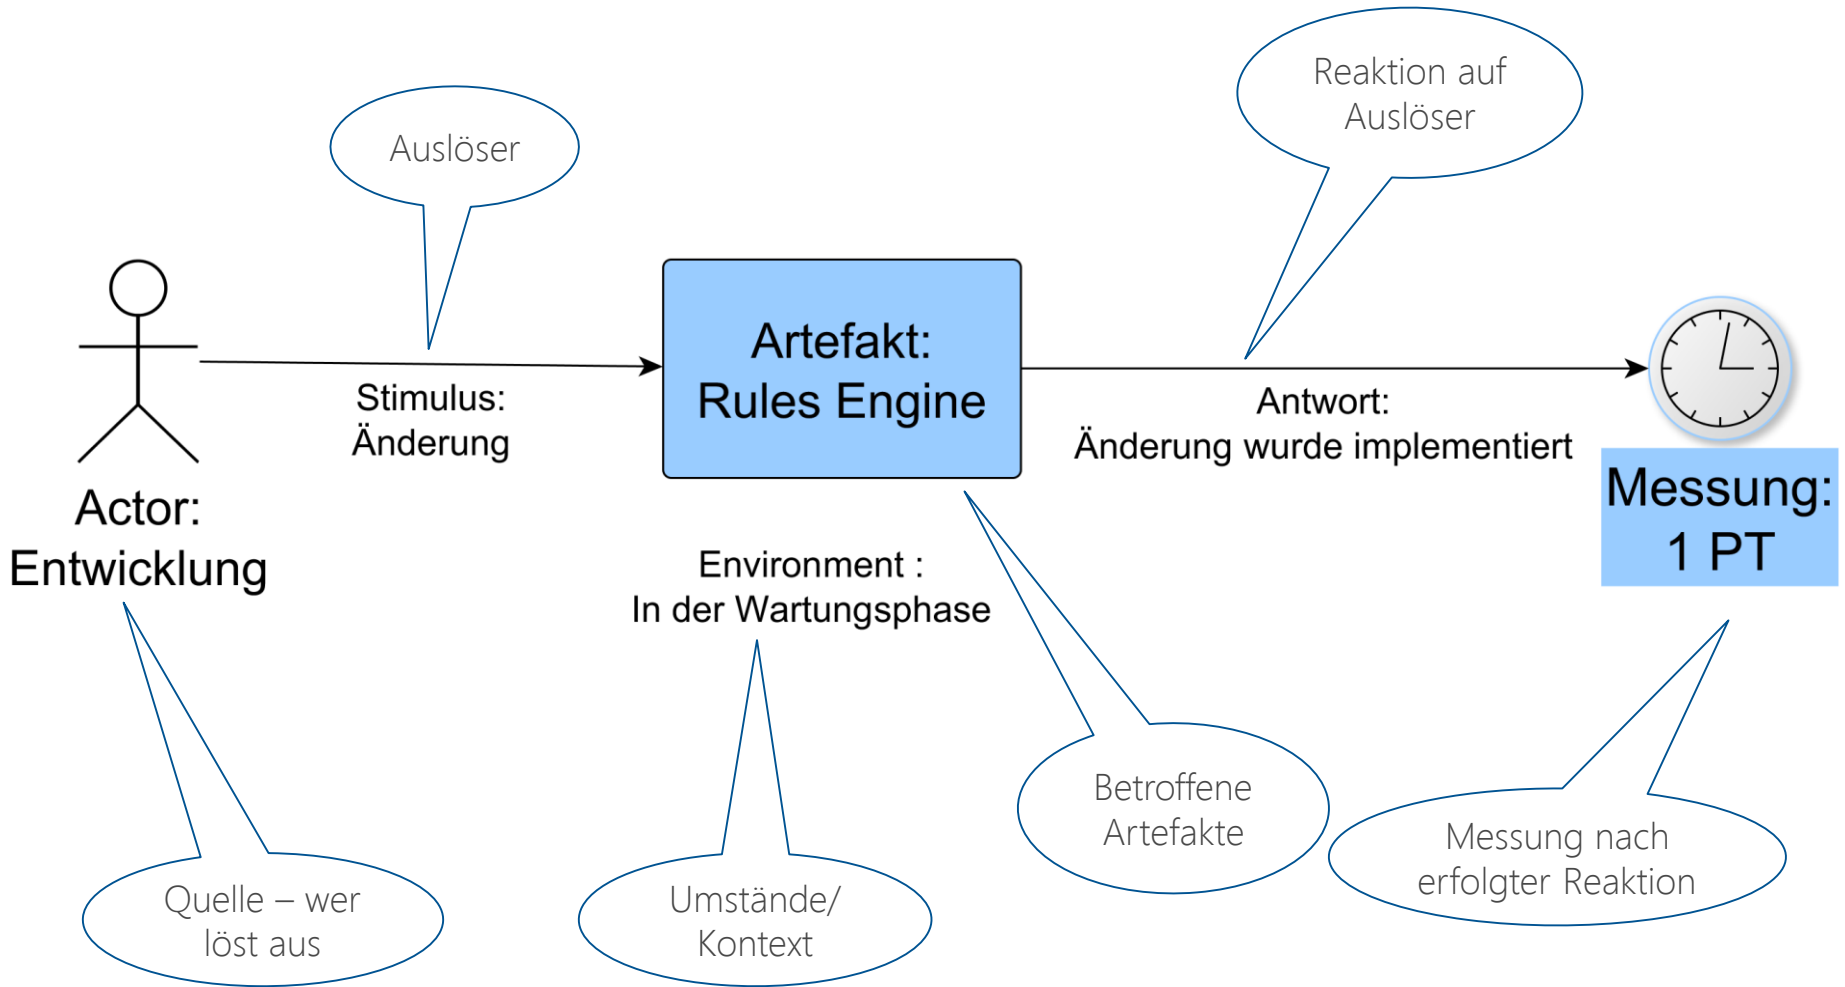 Reaktion auf
Auslöser
Auslöser
Artefakt:
Rules Engine
Stimulus:
Änderung
Antwort:
Änderung wurde implementiert
Messung:
1 PT
Actor:
Entwicklung
Environment :
In der Wartungsphase
Betroffene
Artefakte
Messung nach
erfolgter Reaktion
Quelle – wer
löst aus
Umstände/
Kontext